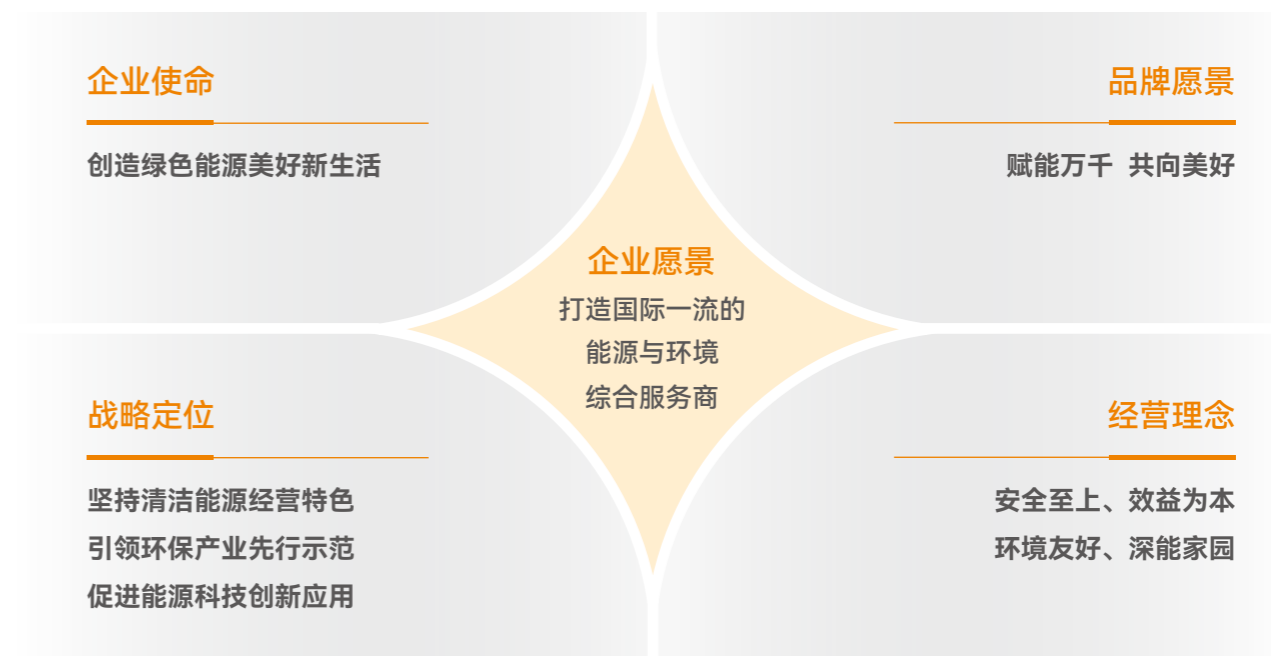 企业使命
创造绿色能源美好新生活
品牌愿景
赋能万千 共向美好
企业愿景
打造国际一流的
能源与环境
综合服务商
战略定位
坚持清洁能源经营特色
引领环保产业先行示范
促进能源科技创新应用
经营理念
安全至上、效益为本
环境友好、深能家园